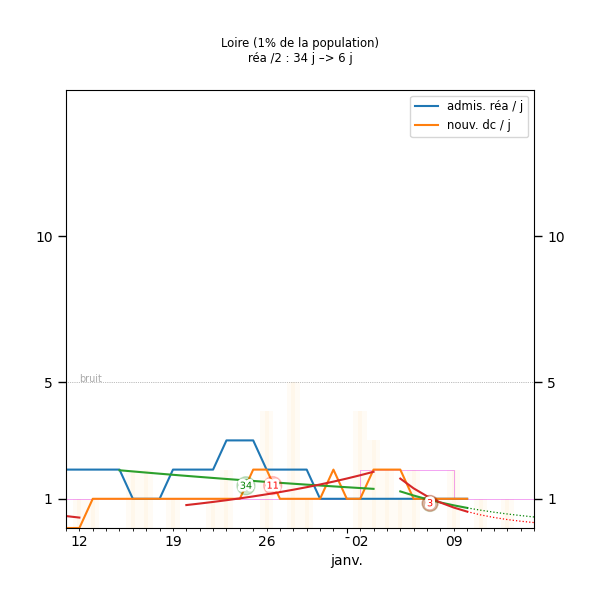 Loire (1% de la population)
réa /2 : 34 j –> 6 j
admis. réa / j
nouv. dc / j
10
10
bruit
5
5
34
11
3
1
1
12
19
26
02
09
janv.